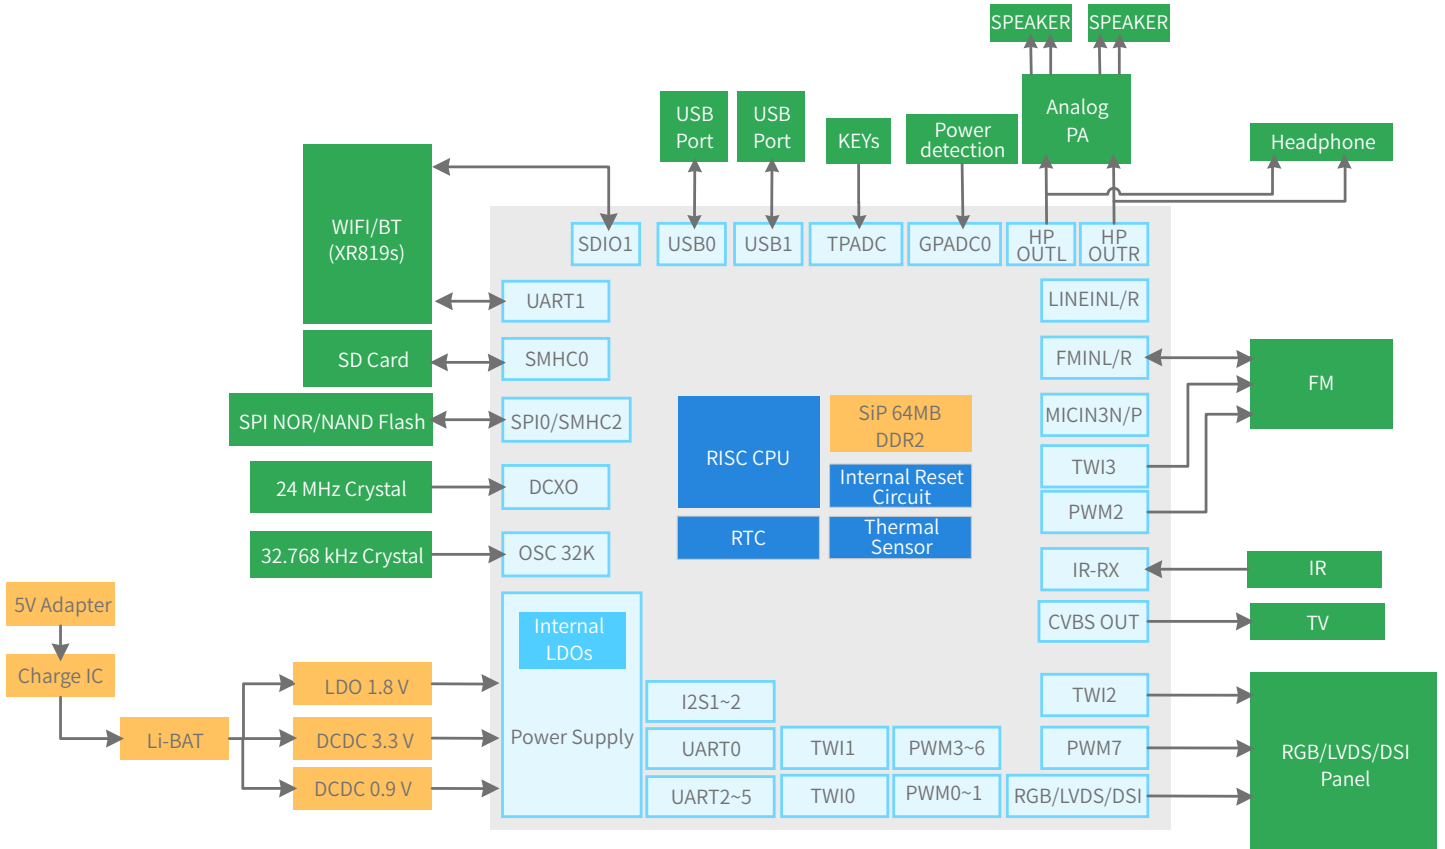 SPEAKER
SPEAKER
USB
Port
USB
Port
KEYs
Power
detection
Analog
PA
Headphone
WIFI/BT
(XR819s)
SDIO1
USB0
USB1
TPADC
GPADC0
HP
OUTL
HP
OUTR
UART1
LINEINL/R
SD Card
SMHC0
FMINL/R
FM
SPI NOR/NAND Flash
SPI0/SMHC2
RISC CPU
SiP 64MB
DDR2
MICIN3N/P
24 MHz Crystal
DCXO
Internal Reset
Circuit
TWI3
PWM2
32.768 kHz Crystal
OSC 32K
RTC
Thermal
Sensor
IR-RX
IR
5V Adapter
Internal
LDOs
CVBS OUT
TV
Charge IC
LDO 1.8 V
I2S1~2
TWI2
Li-BAT
DCDC 3.3 V
Power Supply
UART0
TWI1
PWM3~6
PWM7
RGB/LVDS/DSI
Panel
DCDC 0.9 V
UART2~5
TWI0
PWM0~1
RGB/LVDS/DSI